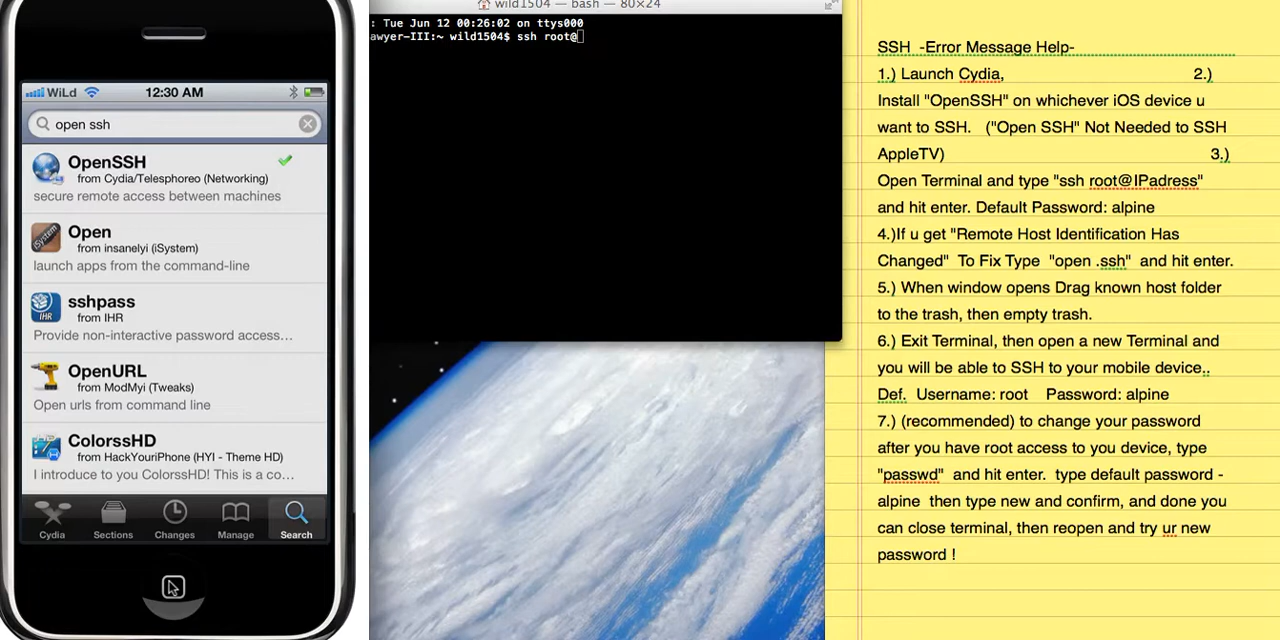 WiLd
12:30 AM
open ssh
OpenSSH
from Cydia/Telesphoreo (Networking)
secure remote access between machines
Open
from insanelyi (iSystem)
launch apps from the command-line
iSystem
sshpass
from IHR
Provide non-interactive password access...
IHR
OpenURL
from ModMyi (Tweaks)
Open urls from command line
ColorssHD
from HackYouriPhone (HYI - Theme HD)
I introduce to you ColorssHD! This is a co...
Cydia
Sections
Changes
Manage
Search
wild1504 — bash — 80×24
: Tue Jun 12 00:26:02 on ttys000
awyer-III:~ wild1504$ ssh root@
SSH -Error Message Help-
1.) Launch Cydia, 2.)
Install "OpenSSH" on whichever iOS device u
want to SSH. ("Open SSH" Not Needed to SSH
AppleTV) 3.)
Open Terminal and type "ssh root@IPadress"
and hit enter. Default Password: alpine
4.)If u get "Remote Host Identification Has
Changed" To Fix Type "open .ssh" and hit enter.
5.) When window opens Drag known host folder
to the trash, then empty trash.
6.) Exit Terminal, then open a new Terminal and
you will be able to SSH to your mobile device..
Def. Username: root Password: alpine
7.) (recommended) to change your password
after you have root access to you device, type
"passwd" and hit enter. type default password -
alpine then type new and confirm, and done you
can close terminal, then reopen and try ur new
password !